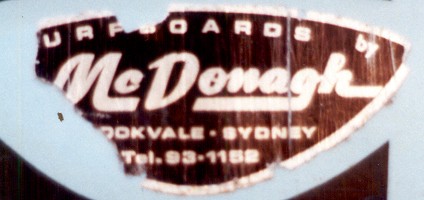 URFBOARDS by
McDonagh
OOKVALE · SYDNEY
Tel. 93-1152